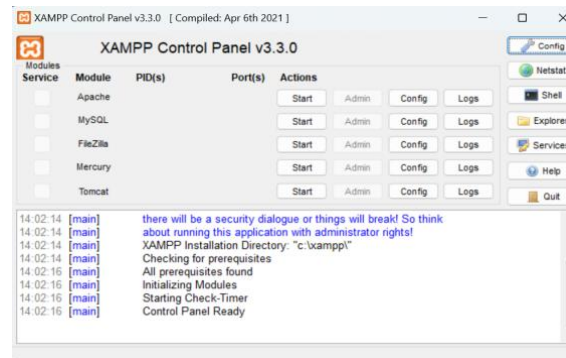 XAMPP Control Panel v3.3.0 [ Compiled: Apr 6th 2021 ]
XAMPP Control Panel v3.3.0
Config
Modules
Service Module PID(s) Port(s) Actions
Netstat
Apache Start Admin Config Logs
Shell
MySQL Start Admin Config Logs
Explorer
FileZilla Start Admin Config Logs
Services
Mercury Start Admin Config Logs
Help
Tomcat Start Admin Config Logs
Quit
14:02:14 [main] there will be a security dialogue or things will break! So think
14:02:14 [main] about running this application with administrator rights!
14:02:14 [main] XAMPP Installation Directory: "c:\xampp\"
14:02:14 [main] Checking for prerequisites
14:02:16 [main] All prerequisites found
14:02:16 [main] Initializing Modules
14:02:16 [main] Starting Check-Timer
14:02:16 [main] Control Panel Ready